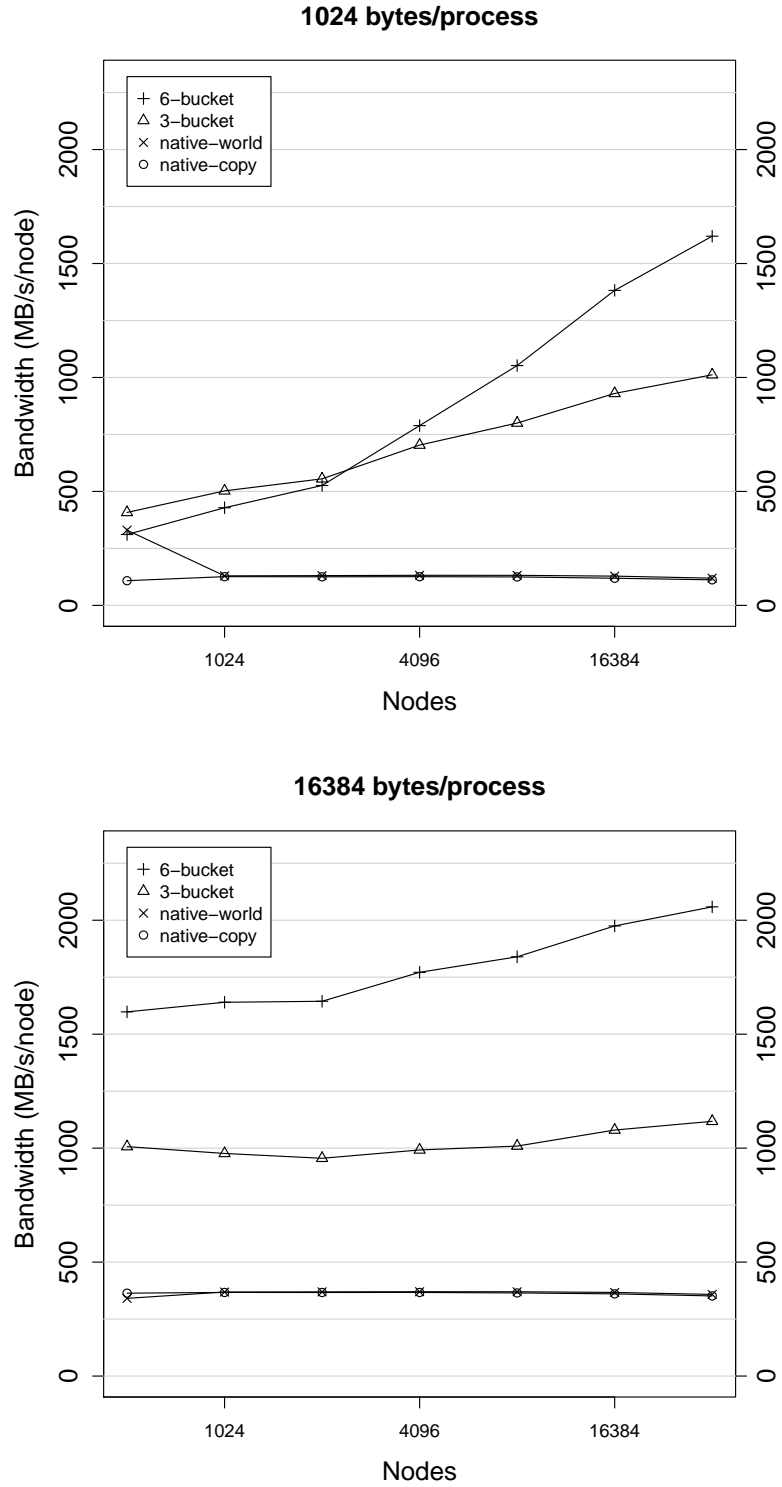 1024 bytes/process
6−bucket
3−bucket
native−world
native−copy
Bandwidth (MB/s/node)
2000
1500
1000
500
0
2000
1500
1000
500
0
1024 4096 16384
Nodes
16384 bytes/process
6−bucket
3−bucket
native−world
native−copy
Bandwidth (MB/s/node)
2000
1500
1000
500
0
2000
1500
1000
500
0
1024 4096 16384
Nodes